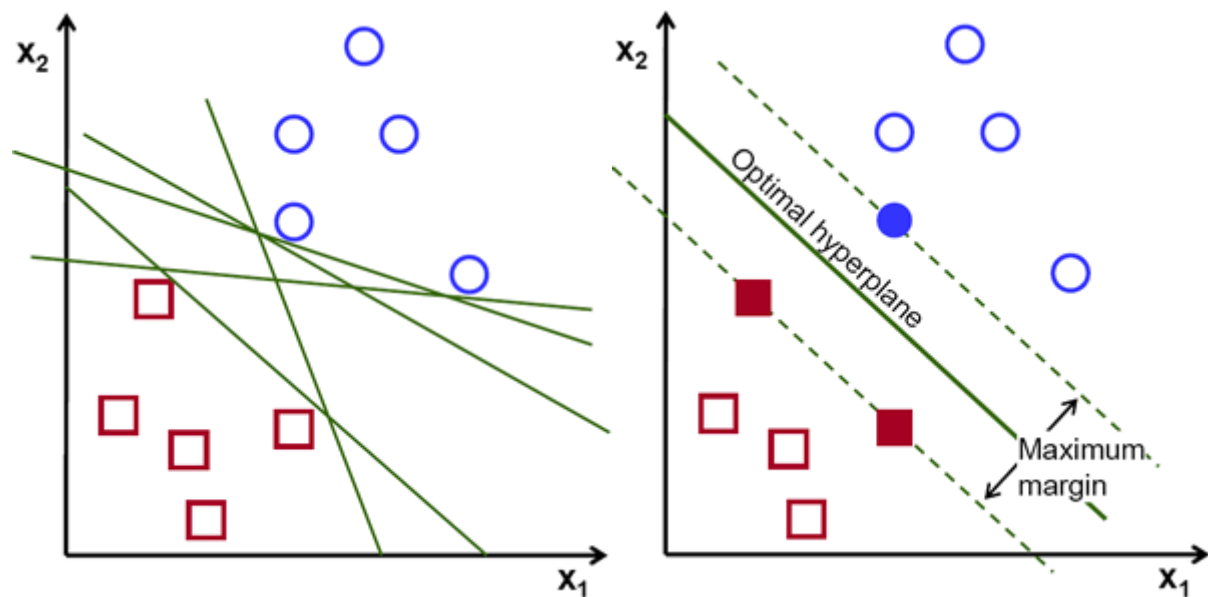 x₂
x₁
x₂
Optimal hyperplane
Maximum
margin
x₁